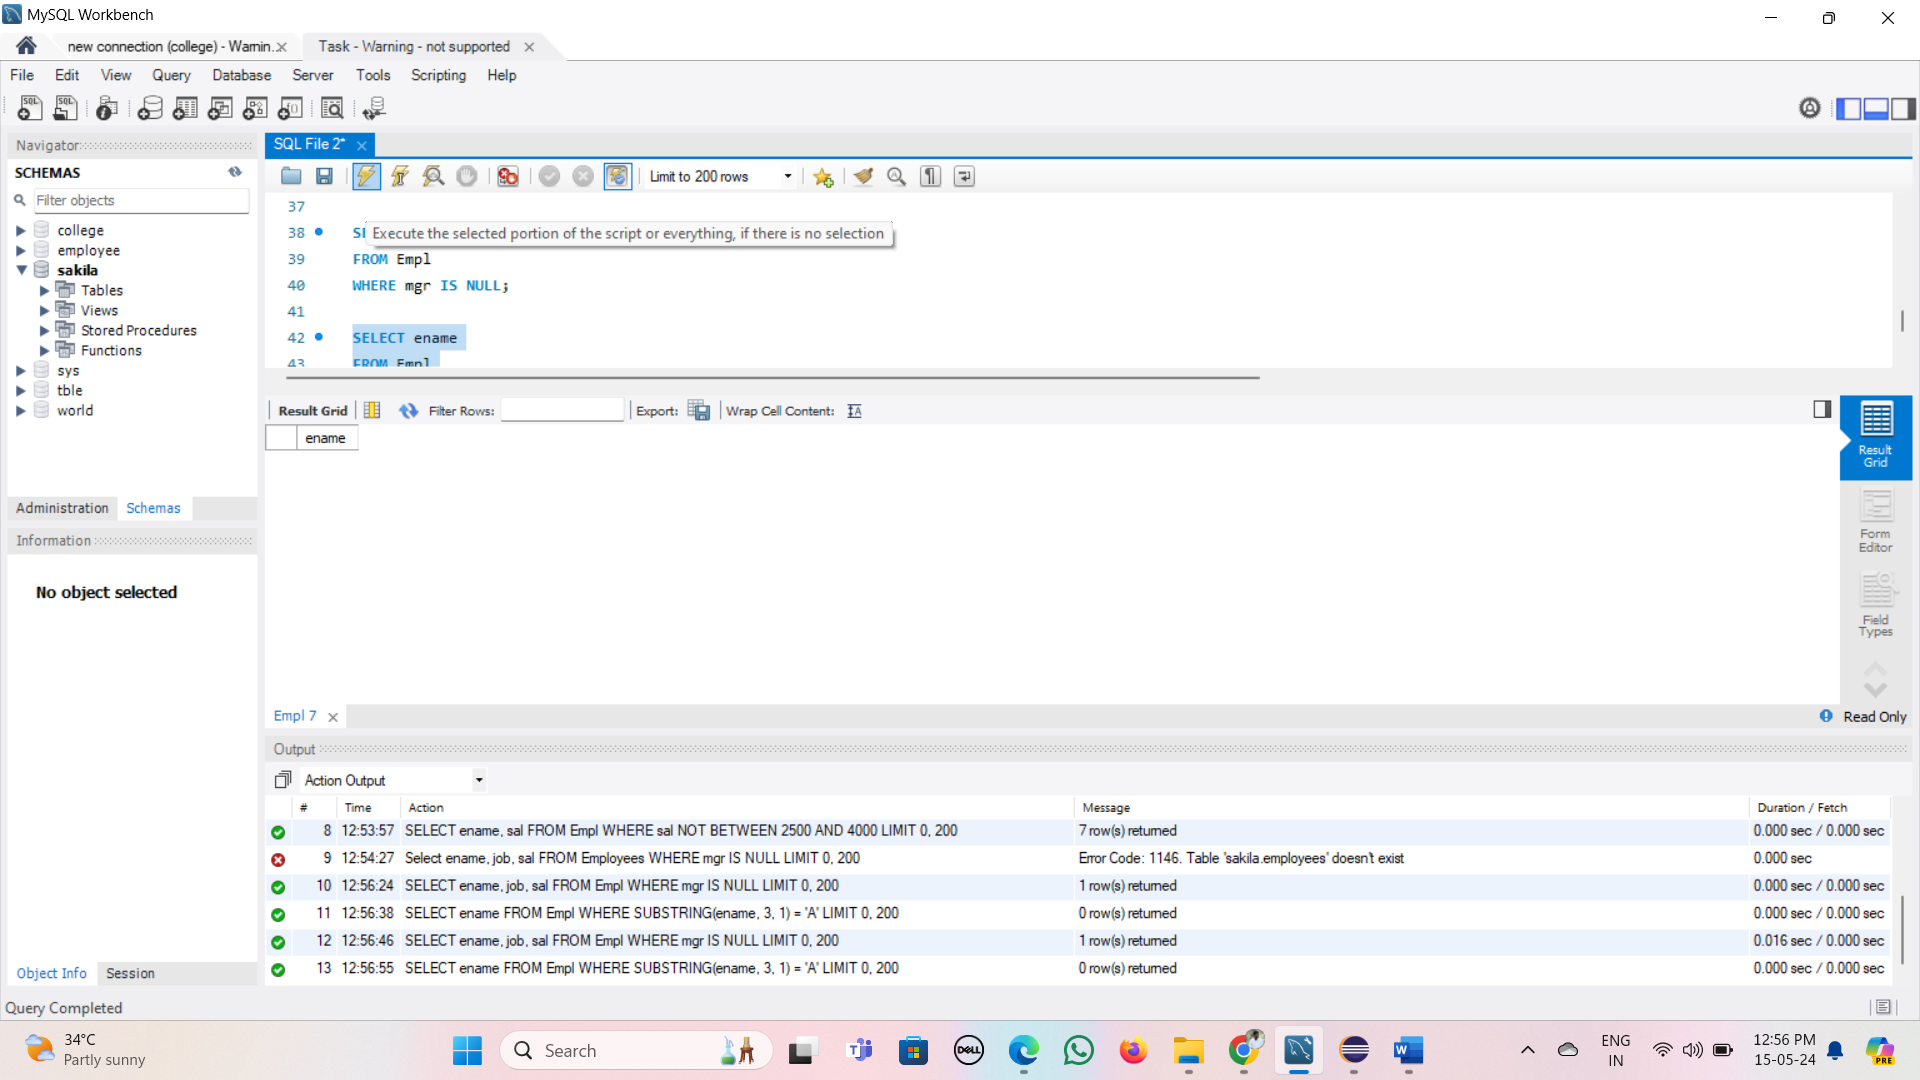 MySQL Workbench
new connection (college) - Warnin...
Task - Warning - not supported
File Edit View Query Database Server Tools Scripting Help
Navigator
SCHEMAS
Filter objects
college
employee
sakila
Tables
Views
Stored Procedures
Functions
sys
tble
world
Administration Schemas
Information
No object selected
Object Info Session
SQL File 2*
Limit to 200 rows
37
38
Execute the selected portion of the script or everything, if there is no selection
39 FROM Empl
40 WHERE mgr IS NULL;
41
42 SELECT ename
43 FROM Empl
Result Grid Filter Rows: Export: Wrap Cell Content:
ename
Result Grid
Form Editor
Field Types
Empl 7
Read Only
Output
Action Output
# Time Action Message Duration / Fetch
8 12:53:57 SELECT ename, sal FROM Empl WHERE sal NOT BETWEEN 2500 AND 4000 LIMIT 0, 200 7 row(s) returned 0.000 sec / 0.000 sec
9 12:54:27 Select ename, job, sal FROM Employees WHERE mgr IS NULL LIMIT 0, 200 Error Code: 1146. Table 'sakila.employees' doesn't exist 0.000 sec
10 12:56:24 SELECT ename, job, sal FROM Empl WHERE mgr IS NULL LIMIT 0, 200 1 row(s) returned 0.000 sec / 0.000 sec
11 12:56:38 SELECT ename FROM Empl WHERE SUBSTRING(ename, 3, 1) = 'A' LIMIT 0, 200 0 row(s) returned 0.000 sec / 0.000 sec
12 12:56:46 SELECT ename, job, sal FROM Empl WHERE mgr IS NULL LIMIT 0, 200 1 row(s) returned 0.016 sec / 0.000 sec
13 12:56:55 SELECT ename FROM Empl WHERE SUBSTRING(ename, 3, 1) = 'A' LIMIT 0, 200 0 row(s) returned 0.000 sec / 0.000 sec
Query Completed
34°C
Partly sunny
Search
DELL
ENG
IN
12:56 PM
15-05-24
PRE